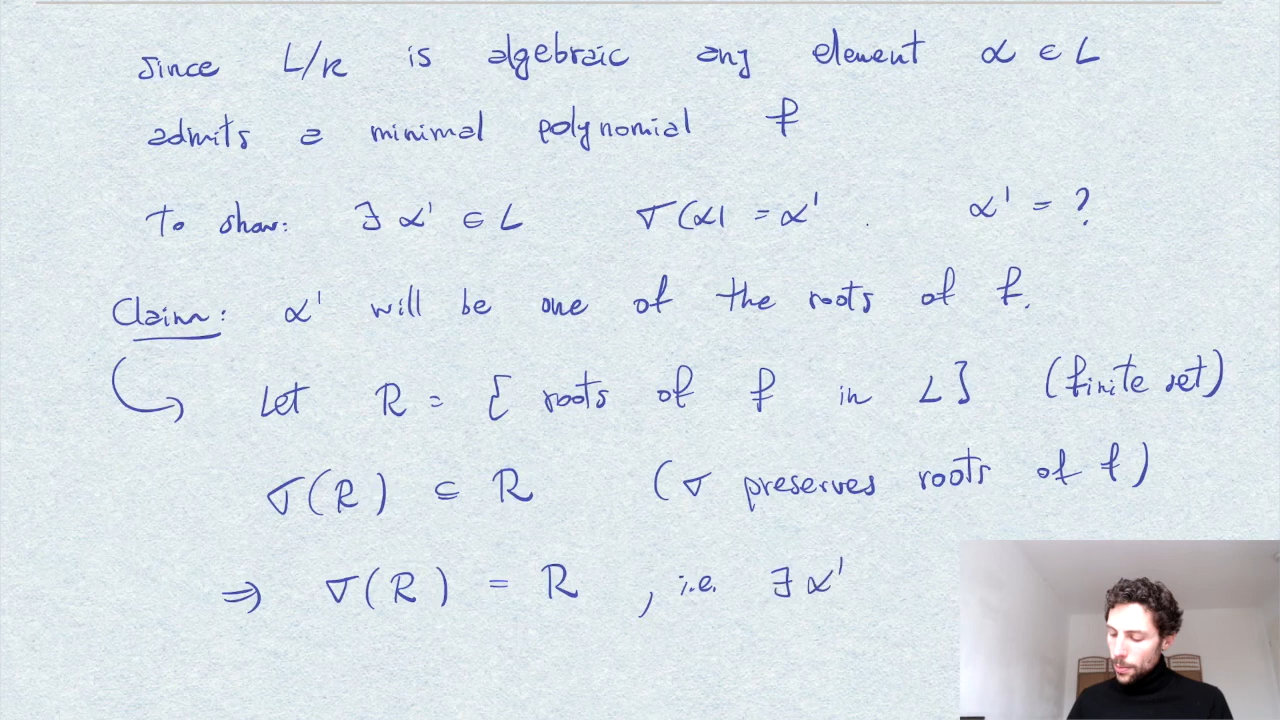 Since L/K is algebraic any element α ∈ L
admits a minimal polynomial f
To show: ∃ α' ∈ L σ(α) = α' . α' = ?
Claim: α' will be one of the roots of f.
Let R = { roots of f in L } (finite set)
σ(R) ⊆ R (σ preserves roots of f)
⇒ σ(R) = R , i.e. ∃ α'